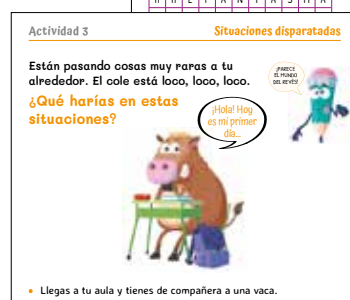 Actividad 3
Situaciones disparatadas
Están pasando cosas muy raras a tu
alrededor. El cole está loco, loco, loco.
¿Qué harías en estas
situaciones?
¡PARECE
EL MUNDO
DEL REVÉS!
¡Hola! Hoy
es mi primer
día...
• Llegas a tu aula y tienes de compañera a una vaca.